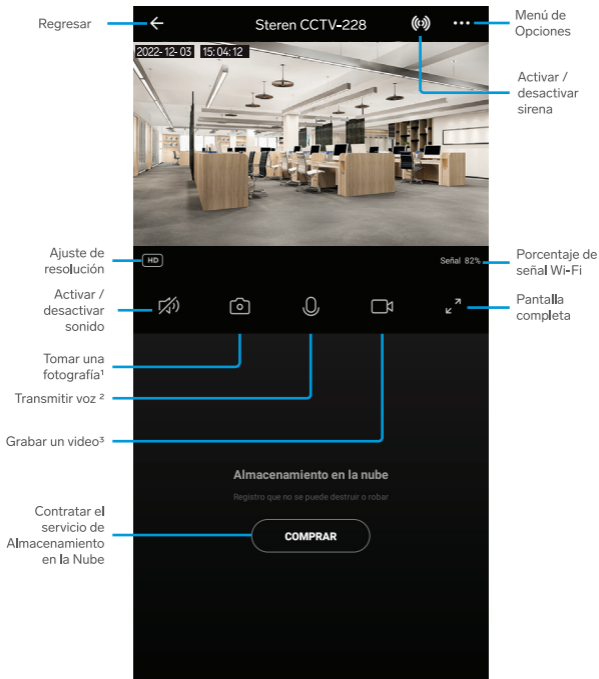 Regresar
Steren CCTV-228
Menú de
Opciones
2022-12-03 15:04:12
Activar /
desactivar
sirena
Ajuste de
resolución
HD
Señal 82%
Porcentaje de
señal Wi-Fi
Activar /
desactivar
sonido
Pantalla
completa
Tomar una
fotografía¹
Transmitir voz ²
Grabar un video³
Almacenamiento en la nube
Registro que no se puede destruir o robar
Contratar el
servicio de
Almacenamiento
en la Nube
COMPRAR